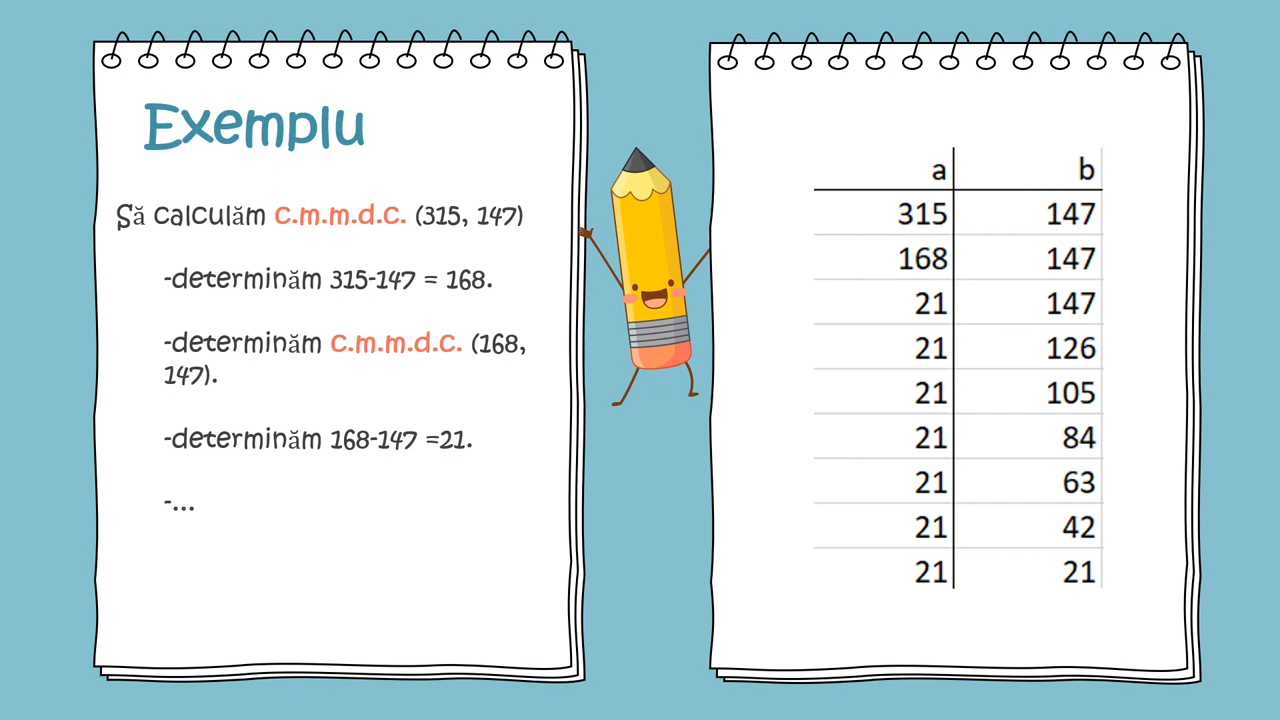 Exemplu
Să calculăm c.m.m.d.c. (315, 147)
-determinăm 315-147 = 168.
-determinăm c.m.m.d.c. (168,
147).
-determinăm 168-147 =21.
-...
a b
315 147
168 147
21 147
21 126
21 105
21 84
21 63
21 42
21 21